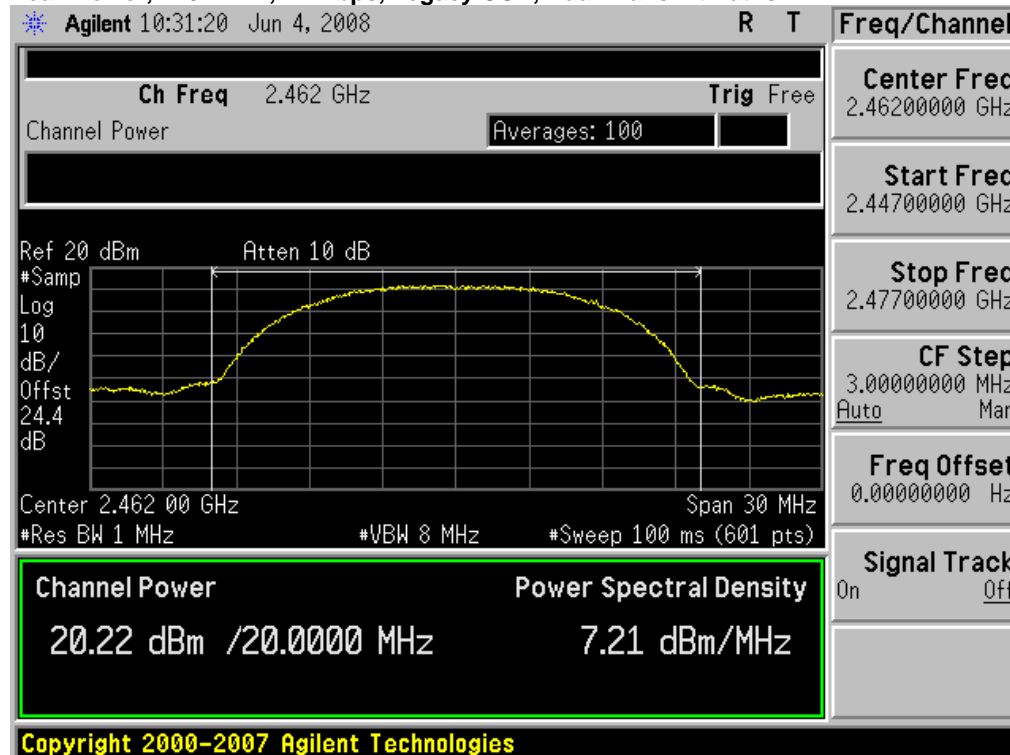 Agilent 10:31:20 Jun 4, 2008 R T
Freq/Channel
Ch Freq 2.462 GHz Trig Free
Channel Power Averages: 100
Ref 20 dBm Atten 10 dB
#Samp
Log
10
dB/
Offst
24.4
dB
Center 2.462 00 GHz Span 30 MHz
#Res BW 1 MHz #VBW 8 MHz #Sweep 100 ms (601 pts)
Channel Power Power Spectral Density
20.22 dBm /20.0000 MHz 7.21 dBm/MHz
Center Freq
2.46200000 GHz
Start Freq
2.44700000 GHz
Stop Freq
2.47700000 GHz
CF Step
3.00000000 MHz
Auto Man
Freq Offset
0.00000000 Hz
Signal Track
On Off
Copyright 2000-2007 Agilent Technologies